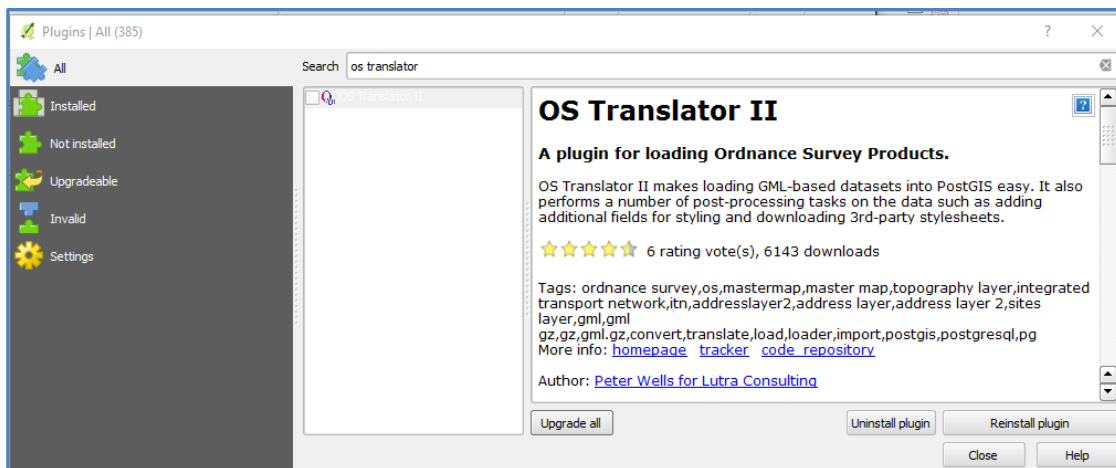 Plugins | All (385)
?
All
Search os translator
Installed
Not installed
Upgradeable
Invalid
Settings
OS Translator II
OS Translator II
A plugin for loading Ordnance Survey Products.
OS Translator II makes loading GML-based datasets into PostGIS easy. It also
performs a number of post-processing tasks on the data such as adding
additional fields for styling and downloading 3rd-party stylesheets.
6 rating vote(s), 6143 downloads
Tags: ordnance survey,os,mastermap,master map,topography layer,integrated
transport network,itn,addresslayer2,address layer,address layer 2,sites
layer,gml,gml
gz,gz,gml.gz,convert,translate,load,loader,import,postgis,postgresql,pg
More info: homepage tracker code repository
Author: Peter Wells for Lutra Consulting
Upgrade all
Uninstall plugin
Reinstall plugin
Close
Help